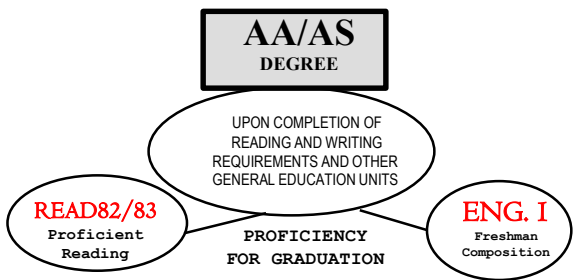 AA/AS
DEGREE
UPON COMPLETION OF
READING AND WRITING
REQUIREMENTS AND OTHER
GENERAL EDUCATION UNITS
READ82/83
Proficient
Reading
PROFICIENCY
FOR GRADUATION
ENG. I
Freshman
Composition